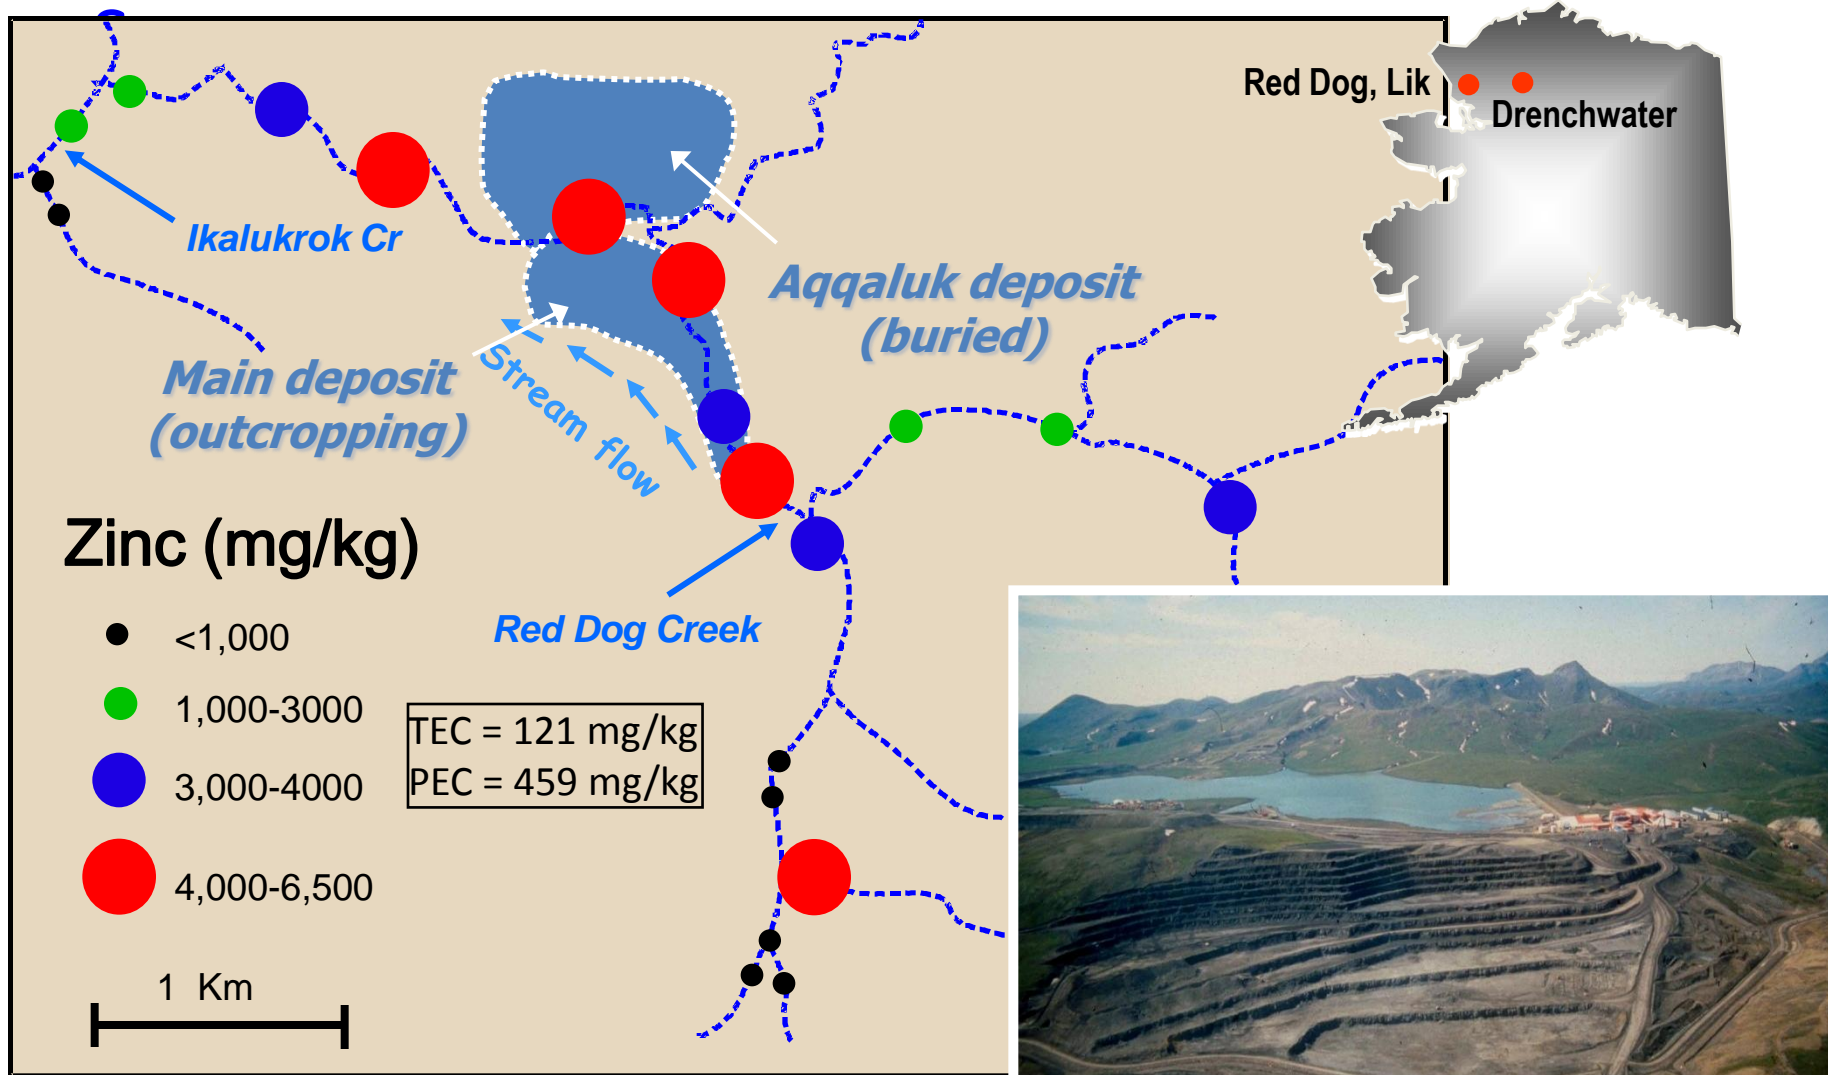 Red Dog, Lik
Drenchwater
Ikalukrok Cr
Aqqaluk deposit
(buried)
Main deposit
(outcropping)
Stream flow
Zinc (mg/kg)
<1,000
1,000-3000
3,000-4000
4,000-6,500
TEC = 121 mg/kg
PEC = 459 mg/kg
Red Dog Creek
1 Km